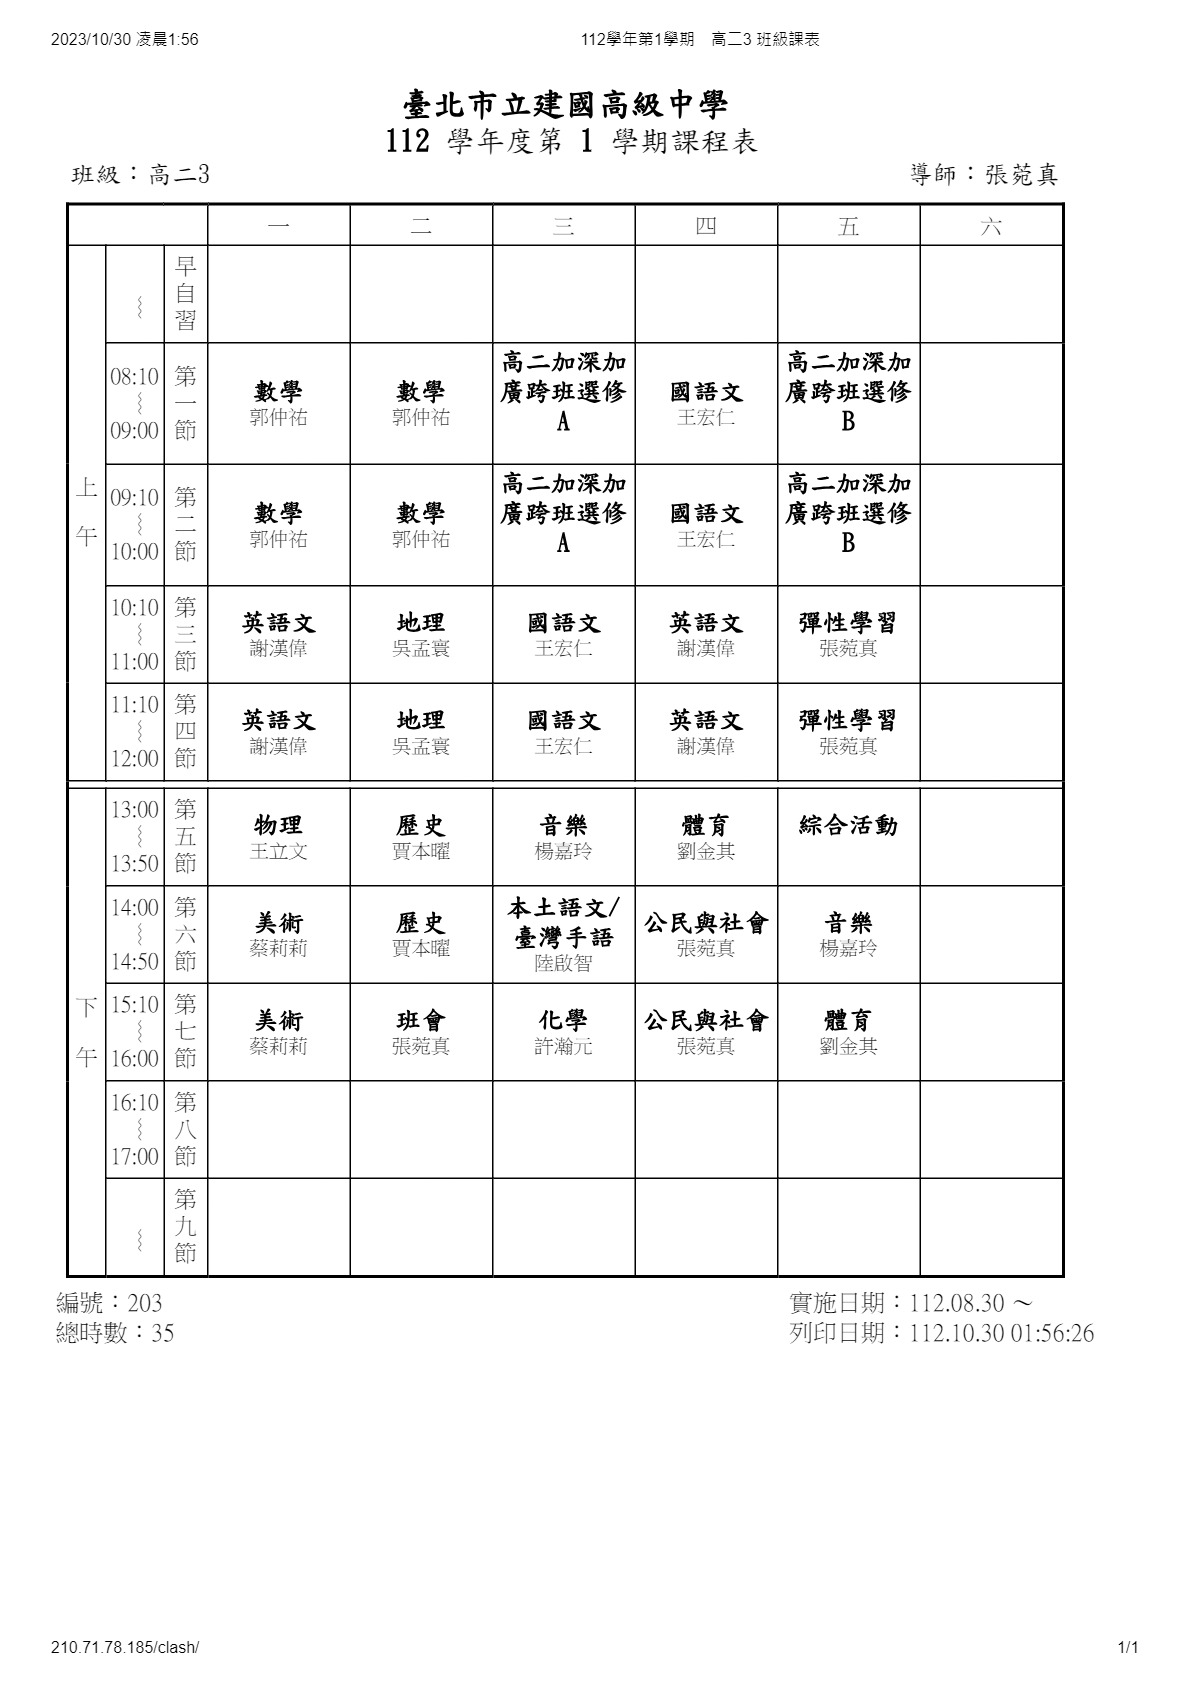 2023/10/30 凌晨1:56
112學年第1學期　高二3 班級課表
臺北市立建國高級中學
112 學年度第 1 學期課程表
班級：高二3
導師：張菀真
一 二 三 四 五 六
上午
～ 早自習
08:10 ～ 09:00 第一節
數學 郭仲祐
數學 郭仲祐
高二加深加廣跨班選修A
國語文 王宏仁
高二加深加廣跨班選修B
09:10 ～ 10:00 第二節
數學 郭仲祐
數學 郭仲祐
高二加深加廣跨班選修A
國語文 王宏仁
高二加深加廣跨班選修B
10:10 ～ 11:00 第三節
英語文 謝漢偉
地理 吳孟寰
國語文 王宏仁
英語文 謝漢偉
彈性學習 張菀真
11:10 ～ 12:00 第四節
英語文 謝漢偉
地理 吳孟寰
國語文 王宏仁
英語文 謝漢偉
彈性學習 張菀真
下午
13:00 ～ 13:50 第五節
物理 王立文
歷史 賈本曜
音樂 楊嘉玲
體育 劉金其
綜合活動
14:00 ～ 14:50 第六節
美術 蔡莉莉
歷史 賈本曜
本土語文/臺灣手語 陸啟智
公民與社會 張菀真
音樂 楊嘉玲
15:10 ～ 16:00 第七節
美術 蔡莉莉
班會 張菀真
化學 許瀚元
公民與社會 張菀真
體育 劉金其
16:10 ～ 17:00 第八節
～ 第九節
編號：203
實施日期：112.08.30 ～
總時數：35
列印日期：112.10.30 01:56:26
210.71.78.185/clash/
1/1